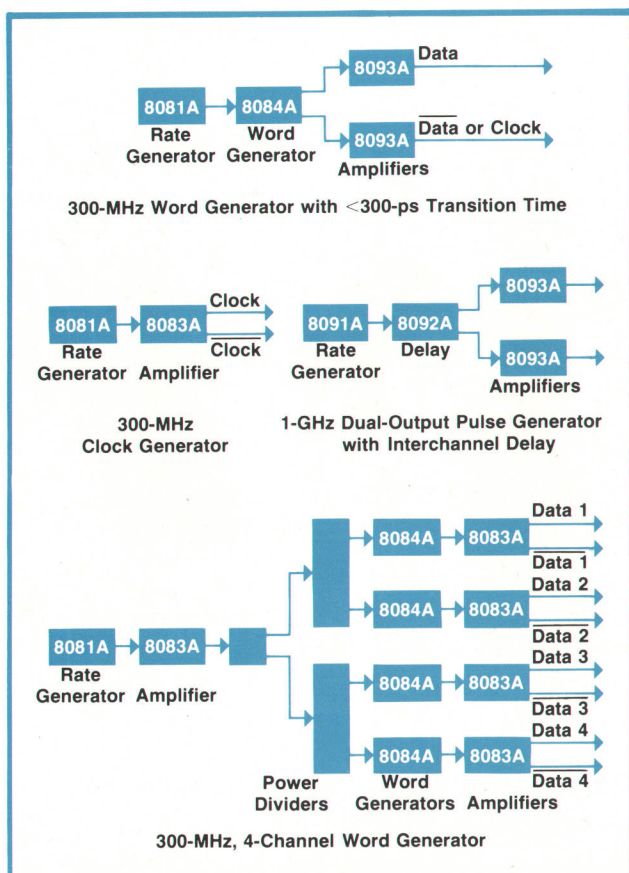 8093A Data
8081A 8084A
Rate Generator
Word Generator
8093A Data or Clock
Amplifiers
300-MHz Word Generator with <300-ps Transition Time
8081A 8083A Clock
Clock
Rate Generator
Amplifier
300-MHz
Clock Generator
8091A 8092A 8093A
Rate Generator
Delay
8093A
Amplifiers
1-GHz Dual-Output Pulse Generator
with Interchannel Delay
8084A 8083A Data 1
Data 1
8084A 8083A Data 2
Data 2
8081A 8083A
Rate Generator
Amplifier
8084A 8083A Data 3
Data 3
8084A 8083A Data 4
Data 4
Power Dividers
Word Generators
Amplifiers
300-MHz, 4-Channel Word Generator